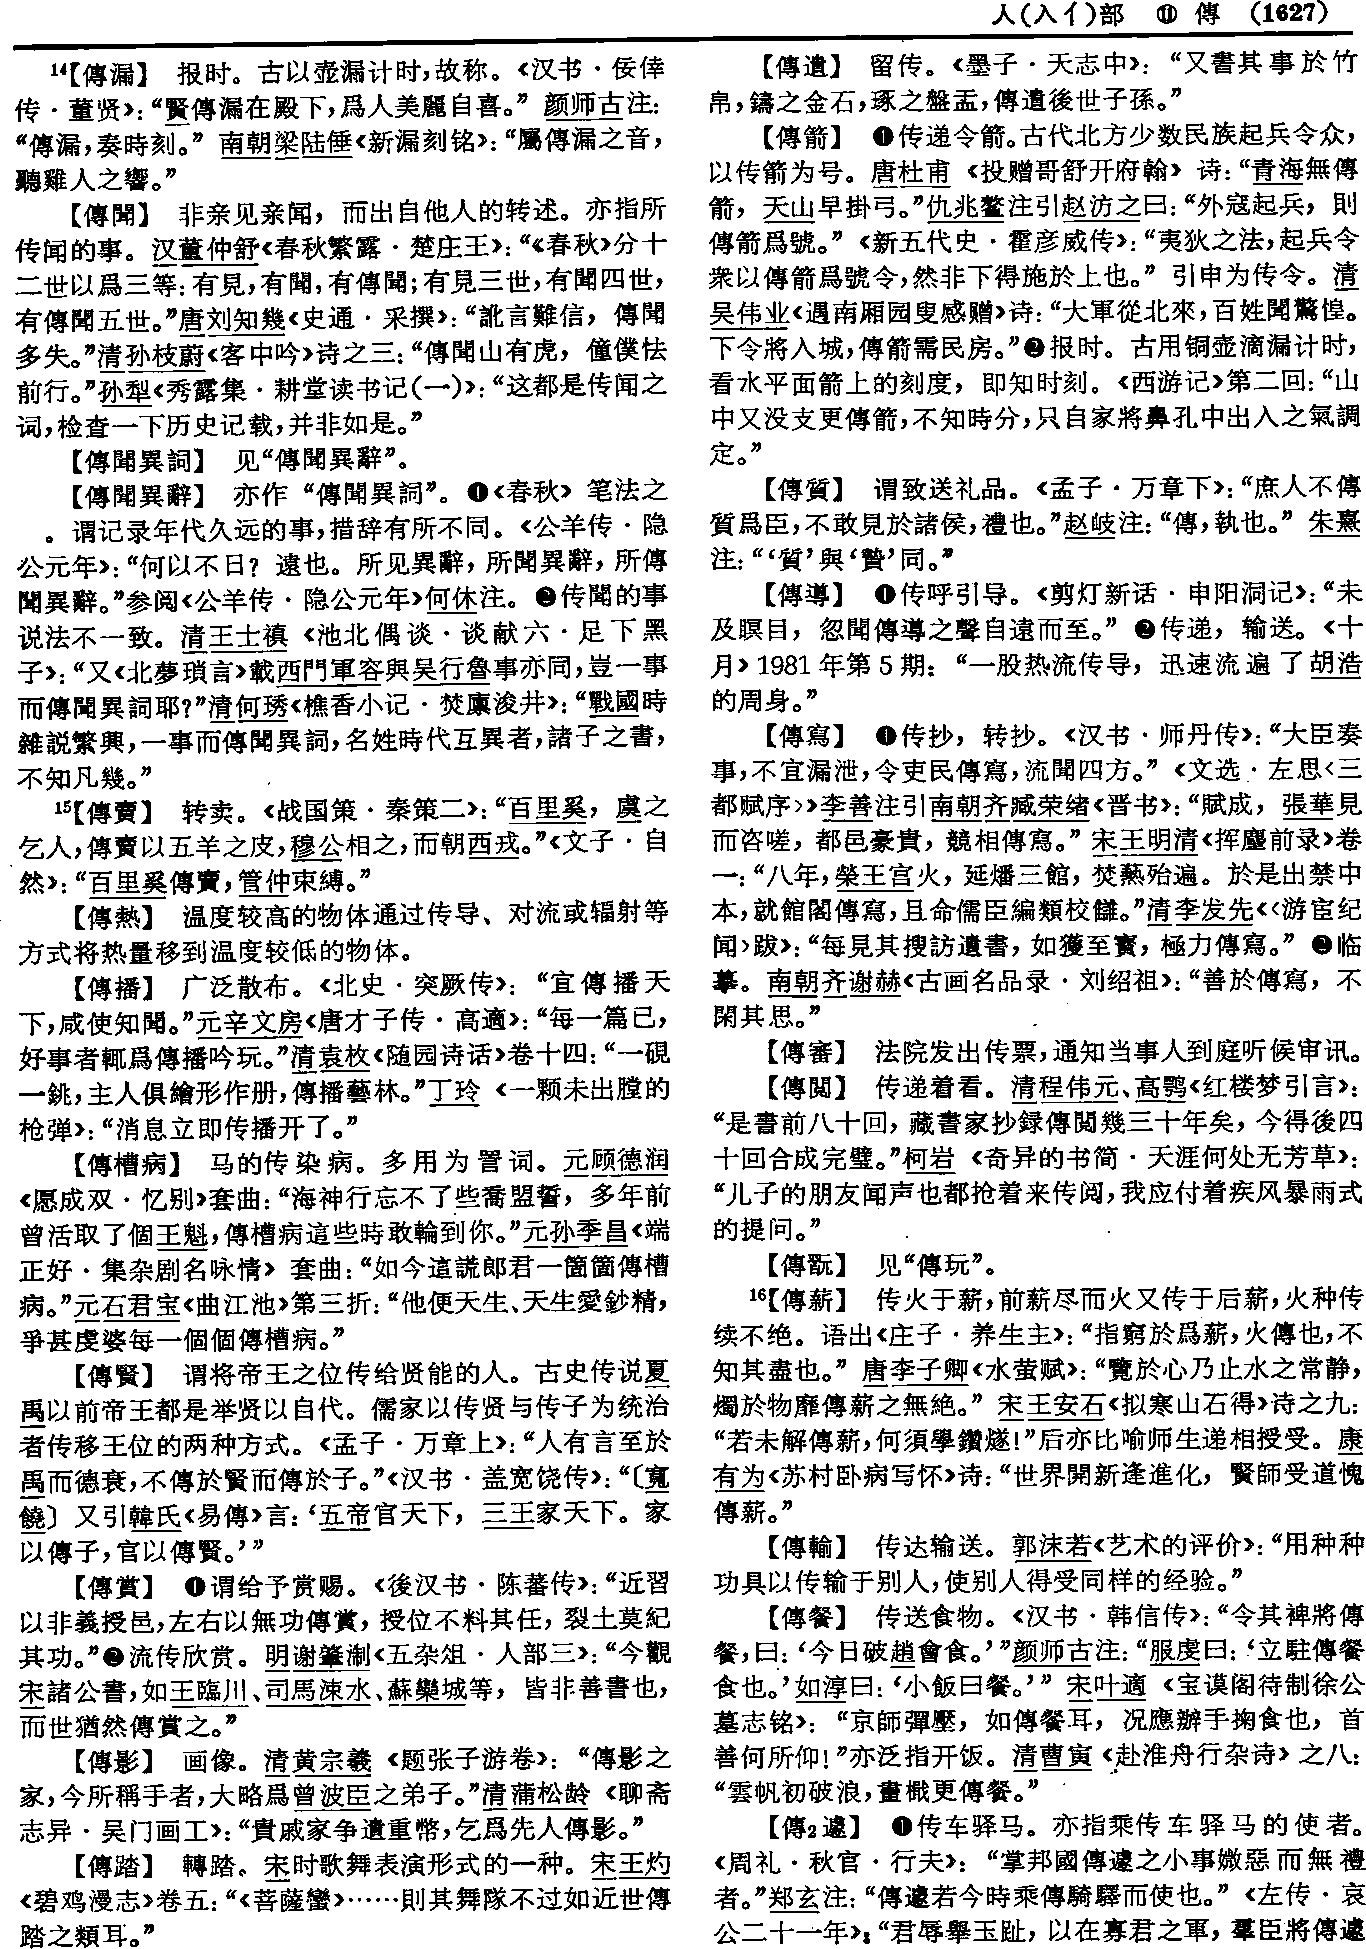 人(入亻)部　⑪　傳　(1627)
14【傳漏】　报时。古以壶漏计时,故称。《汉书·佞倖
传·董贤》:“賢傳漏在殿下,爲人美麗自喜。”颜师古注:
“傳漏,奏時刻。”南朝梁陆倕《新漏刻铭》:“屬傳漏之音,
聽雞人之響。”
【傳聞】　非亲见亲闻，而出自他人的转述。亦指所
传闻的事。汉董仲舒《春秋繁露·楚庄王》:“《春秋》分十
二世以爲三等:有見,有聞,有傳聞;有見三世,有聞四世,
有傳聞五世。”唐刘知幾《史通·采撰》:“訛言難信，傳聞
多失。”清孙枝蔚《客中吟》诗之三:“傳聞山有虎，僮僕怯
前行。”孙犁《秀露集·耕堂读书记(一)》:“这都是传闻之
词,检查一下历史记载,并非如是。”
【傳聞異詞】　见“傳聞異辭”。
【傳聞異辭】　亦作“傳聞異詞”。❶《春秋》笔法之
。谓记录年代久远的事,措辞有所不同。《公羊传·隐
公元年》:“何以不日？遠也。所见異辭，所聞異辭，所傳
聞異辭。”参阅《公羊传·隐公元年》何休注。❷传聞的事
说法不一致。清王士禛《池北偶谈·谈献六·足下黑
子》:“又《北夢瑣言》載西門軍容與吴行魯事亦同,豈一事
而傳聞異詞耶?”清何琇《樵香小记·焚廪浚井》:“戰國時
雜説繁興,一事而傳聞異詞,名姓時代互異者,諸子之書,
不知凡幾。”
15【傳賣】　转卖。《战国策·秦策二》:“百里奚，虞之
乞人,傳賣以五羊之皮,穆公相之,而朝西戎。”《文子·自
然》:“百里奚傳賣,管仲束縛。”
【傳熱】　温度较高的物体通过传导、对流或辐射等
方式将热量移到温度较低的物体。
【傳播】　广泛散布。《北史·突厥传》：“宜傳播天
下,咸使知聞。”元辛文房《唐才子传·高適》:“每一篇已,
好事者輒爲傳播吟玩。”清袁枚《随园诗话》卷十四:“一硯
一銚,主人俱繪形作册,傳播藝林。”丁玲《一颗未出膛的
枪弹》:“消息立即传播开了。”
【傳槽病】　马的传染病。多用为詈词。元顾德润
《愿成双·忆别》套曲:“海神行忘不了些喬盟誓，多年前
曾活取了個王魁,傳槽病這些時敢輪到你。”元孙季昌《端
正好·集杂剧名咏情》套曲:“如今這謊郎君一箇箇傳槽
病。”元石君宝《曲江池》第三折:“他便天生、天生愛鈔精,
爭甚虔婆每一個個傳槽病。”
【傳賢】　谓将帝王之位传给贤能的人。古史传说夏
禹以前帝王都是举贤以自代。儒家以传贤与传子为统治
者传移王位的两种方式。《孟子·万章上》:“人有言至於
禹而德衰,不傳於賢而傳於子。”《汉书·盖宽饶传》:“〔寬
饒〕又引韓氏《易傳》言:‘五帝官天下，三王家天下。家
以傳子,官以傳賢。’”
【傳赏】　❶谓给予赏赐。《後汉书·陈蕃传》:“近習
以非義授邑,左右以無功傳賞，授位不料其任，裂土莫紀
其功。”❷流传欣赏。明谢肇淛《五杂俎·人部三》:“今觀
宋諸公書,如王臨川、司馬涑水、蘇欒城等，皆非善書也,
而世猶然傳賞之。”
【傳影】　画像。清黄宗羲《题张子游卷》：“傳影之
家,今所稱手者,大略爲曾波臣之弟子。”清蒲松龄《聊斋
志异·吴门画工》:“貴戚家争遺重幣,乞爲先人傳影。”
【傳踏】　轉踏。宋时歌舞表演形式的一种。宋王灼
《碧鸡漫志》卷五:“《菩薩蠻》……則其舞隊不过如近世傳
踏之類耳。”
【傳遺】　留传。《墨子·天志中》：“又書其事於竹
帛,鏤之金石,琢之盤盂,傳遺後世子孫。”
【傳箭】　❶传递令箭。古代北方少数民族起兵令众,
以传箭为号。唐杜甫《投赠哥舒开府翰》诗:“青海無傳
箭，天山早掛弓。”仇兆鳌注引赵汸之曰:“外寇起兵，則
傳箭爲號。”《新五代史·霍彦威传》:“夷狄之法,起兵令
衆以傳箭爲號令,然非下得施於上也。”引申为传令。清
吴伟业《遇南厢园叟感赠》诗:“大軍從北來,百姓聞驚惶。
下令將入城,傳箭需民房。”❷报时。古用铜壶滴漏计时,
看水平面箭上的刻度，即知时刻。《西游记》第二回:“山
中又没支更傳箭,不知時分,只自家將鼻孔中出入之氣調
定。”
【傳質】　谓致送礼品。《孟子·万章下》:“庶人不傳
質爲臣,不敢見於諸侯,禮也。”赵岐注:“傳,執也。”朱熹
注:“‘質’與‘贄’同。”
【傳導】　❶传呼引导。《剪灯新话·申阳洞记》:“未
及瞑目，忽聞傳導之聲自遠而至。”❷传递，输送。《十
月》1981年第5期：“一股热流传导，迅速流遍了胡浩
的周身。”
【傳寫】　❶传抄，转抄。《汉书·师丹传》:“大臣奏
事,不宜漏泄,令吏民傳寫,流聞四方。”《文选·左思〈三
都赋序〉》李善注引南朝齐臧荣绪《晋书》:“賦成，張華見
而咨嗟，都邑豪貴，競相傳寫。”宋王明清《挥麈前录》卷
一:“八年,榮王宫火，延燔三館，焚爇殆遍。於是出禁中
本,就館閣傳寫,且命儒臣編類校讎。”清李发先《〈游宦纪
闻〉跋》:“每見其搜訪遺書，如獲至寶，極力傳寫。”❷临
摹。南朝齐谢赫《古画名品录·刘绍祖》:“善於傳寫，不
閑其思。”
【傳審】　法院发出传票,通知当事人到庭听候审讯。
【傳閲】　传递着看。清程伟元、高鹗《红楼梦引言》:
“是書前八十回，藏書家抄録傳閲幾三十年矣，今得後四
十回合成完璧。”柯岩《奇异的书简·天涯何处无芳草》:
“儿子的朋友闻声也都抢着来传阅,我应付着疾风暴雨式
的提问。”
【傳翫】　见“傳玩”。
16【傳薪】　传火于薪,前薪尽而火又传于后薪,火种传
续不绝。语出《庄子·养生主》:“指窮於爲薪,火傳也,不
知其盡也。”唐李子卿《水萤赋》:“覽於心乃止水之常静,
燭於物靡傳薪之無絶。”宋王安石《拟寒山石得》诗之九:
“若未解傳薪,何須學鑽燧!”后亦比喻师生递相授受。康
有为《苏村卧病写怀》诗:“世界開新逢進化，賢師受道愧
傳薪。”
【傳輸】　传达输送。郭沫若《艺术的评价》:“用种种
功具以传输于别人,使别人得受同样的经验。”
【傳餐】　传送食物。《汉书·韩信传》:“令其裨將傳
餐,曰:‘今日破趙會食。’”颜师古注:“服虔曰:‘立駐傳餐
食也。’如淳曰:‘小飯曰餐。’”宋叶適《宝谟阁待制徐公
墓志铭》:“京師彈壓，如傳餐耳，况應辦手掬食也，首
善何所仰!”亦泛指开饭。清曹寅《赴淮舟行杂诗》之八:
“雲帆初破浪,畫檝更傳餐。”
【傳2遽】　❶传车驿马。亦指乘传车驿马的使者。
《周礼·秋官·行夫》：“掌邦國傳遽之小事媺惡而無禮
者。”郑玄注:“傳遽若今時乘傳騎驛而使也。”《左传·哀
公二十一年》:“君辱舉玉趾，以在寡君之軍，羣臣將傳遽